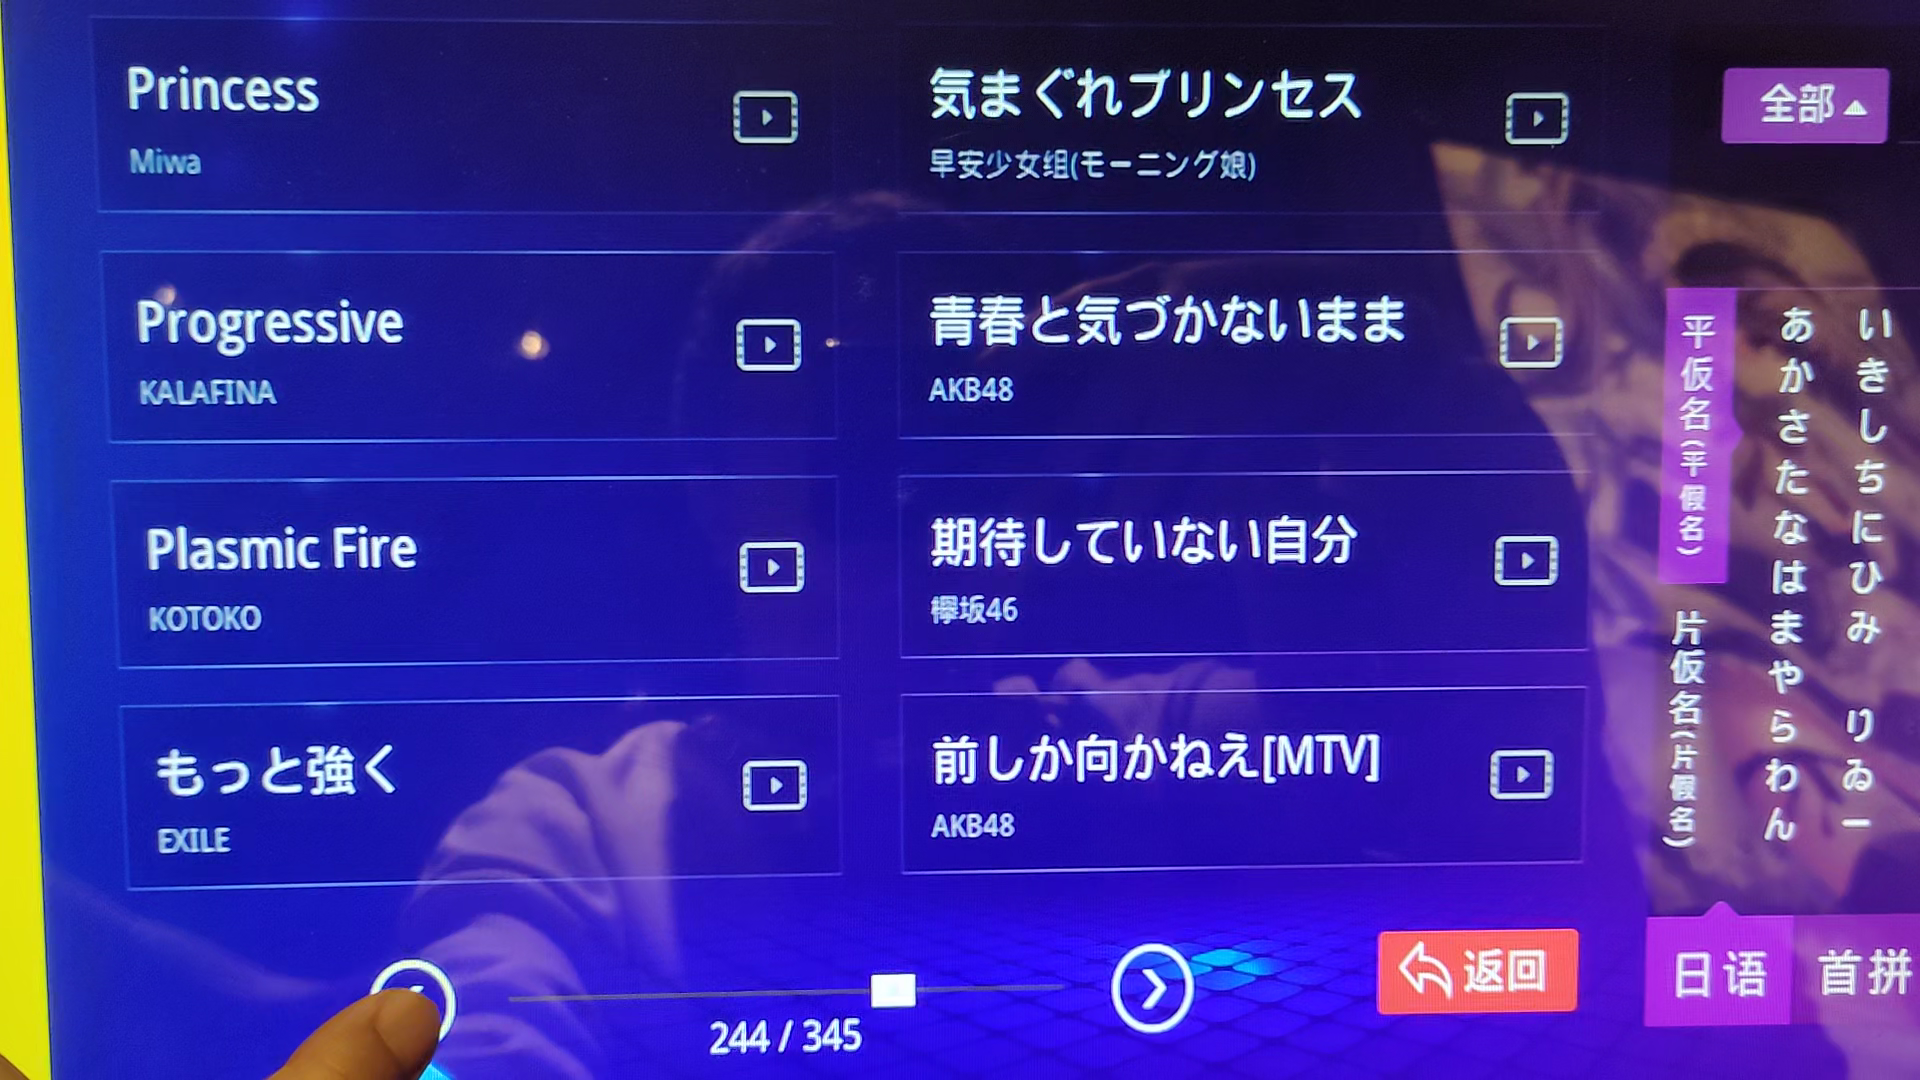 Princess
Miwa
気まぐれプリンセス
早安少女组(モーニング娘)
Progressive
KALAFINA
青春と気づかないまま
AKB48
Plasmic Fire
KOTOKO
期待していない自分
欅坂46
もっと強く
EXILE
前しか向かねえ[MTV]
AKB48
244 / 345
返回
全部
平仮名(平假名)
片仮名(片假名)
あかさたなはまやらわん
いきしちにひみ りゐー
日语
首拼